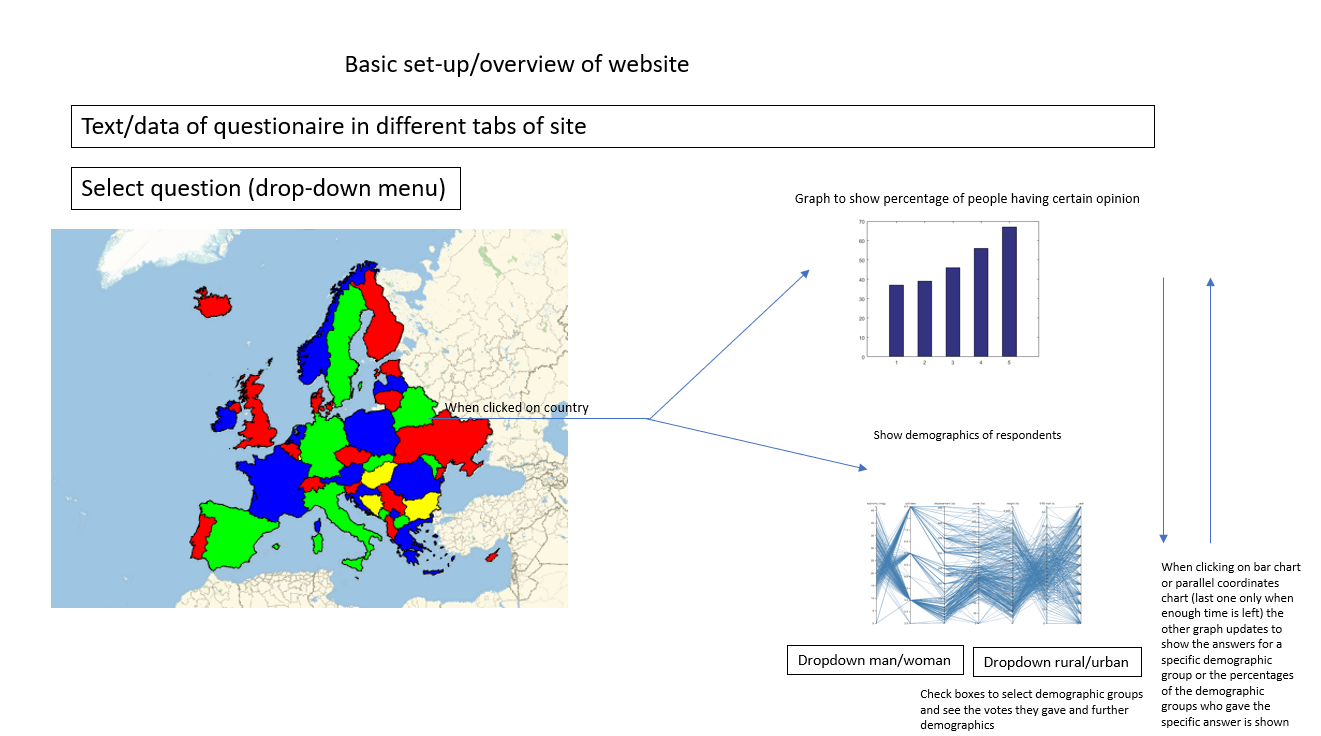 Basic set-up/overview of website
Text/data of questionaire in different tabs of site
Select question (drop-down menu)
Graph to show percentage of people having certain opinion
70
60
50
40
30
20
10
0
1 2 3 4 5
When clicked on country
Show demographics of respondents
When clicking on bar chart
or parallel coordinates
chart (last one only when
enough time is left) the
other graph updates to
show the answers for a
specific demographic
group or the percentages
of the demographic
groups who gave the
specific answer is shown
Dropdown man/woman
Dropdown rural/urban
Check boxes to select demographic groups
and see the votes they gave and further
demographics